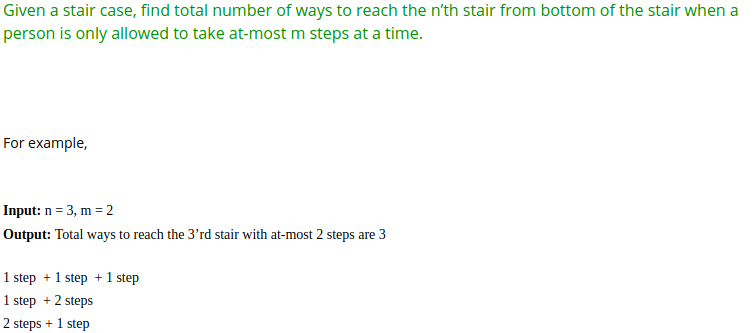 Given a stair case, find total number of ways to reach the n’th stair from bottom of the stair when a
person is only allowed to take at-most m steps at a time.
For example,
Input: n = 3, m = 2
Output: Total ways to reach the 3’rd stair with at-most 2 steps are 3
1 step + 1 step + 1 step
1 step + 2 steps
2 steps + 1 step